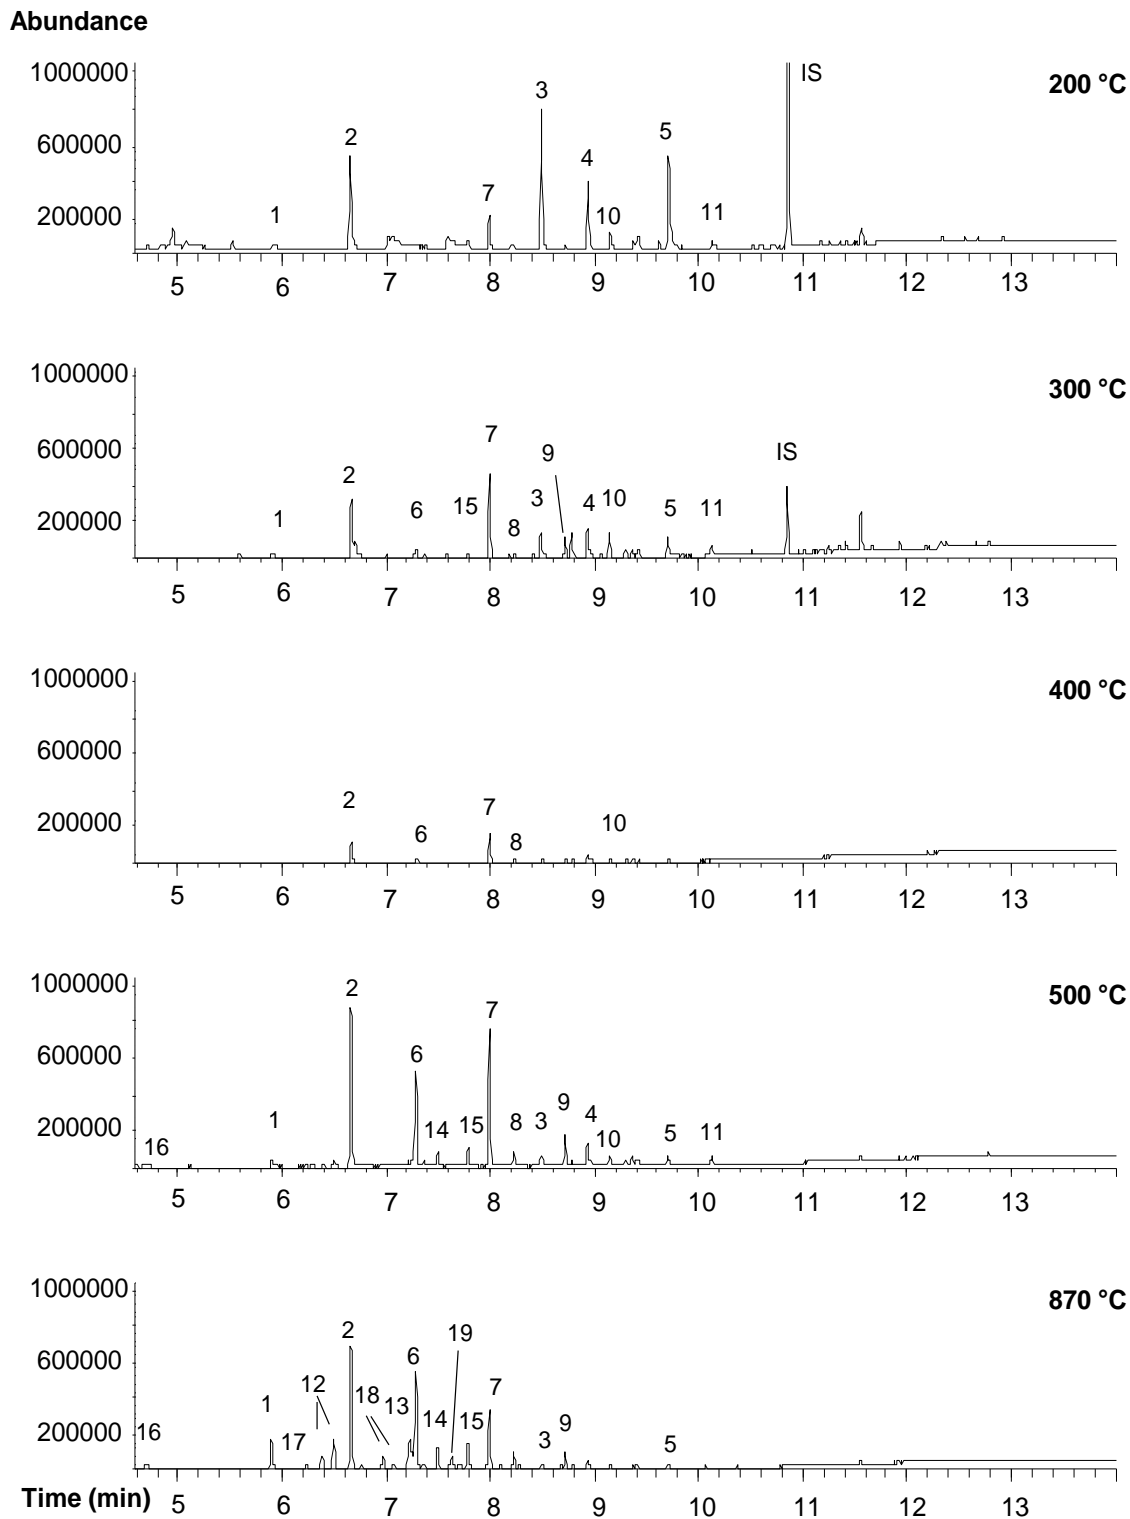 Abundance
1000000 IS 200 °C
3
600000 2 5
4
7
200000 1 10 11
5 6 7 8 9 10 11 12 13
1000000 300 °C
7
600000 9 IS
2
6 15 3 4 10 5 11
200000 1 8
5 6 7 8 9 10 11 12 13
1000000 400 °C
600000
2 7
200000 6 8 10
5 6 7 8 9 10 11 12 13
1000000 2 500 °C
7
600000 6
9
1 14 15 8 3 4
200000 16 10 5 11
5 6 7 8 9 10 11 12 13
1000000 870 °C
2 19
600000 6
12 7
1 18 13
14 15 9
200000 16 17 3 5
Time (min) 5 6 7 8 9 10 11 12 13